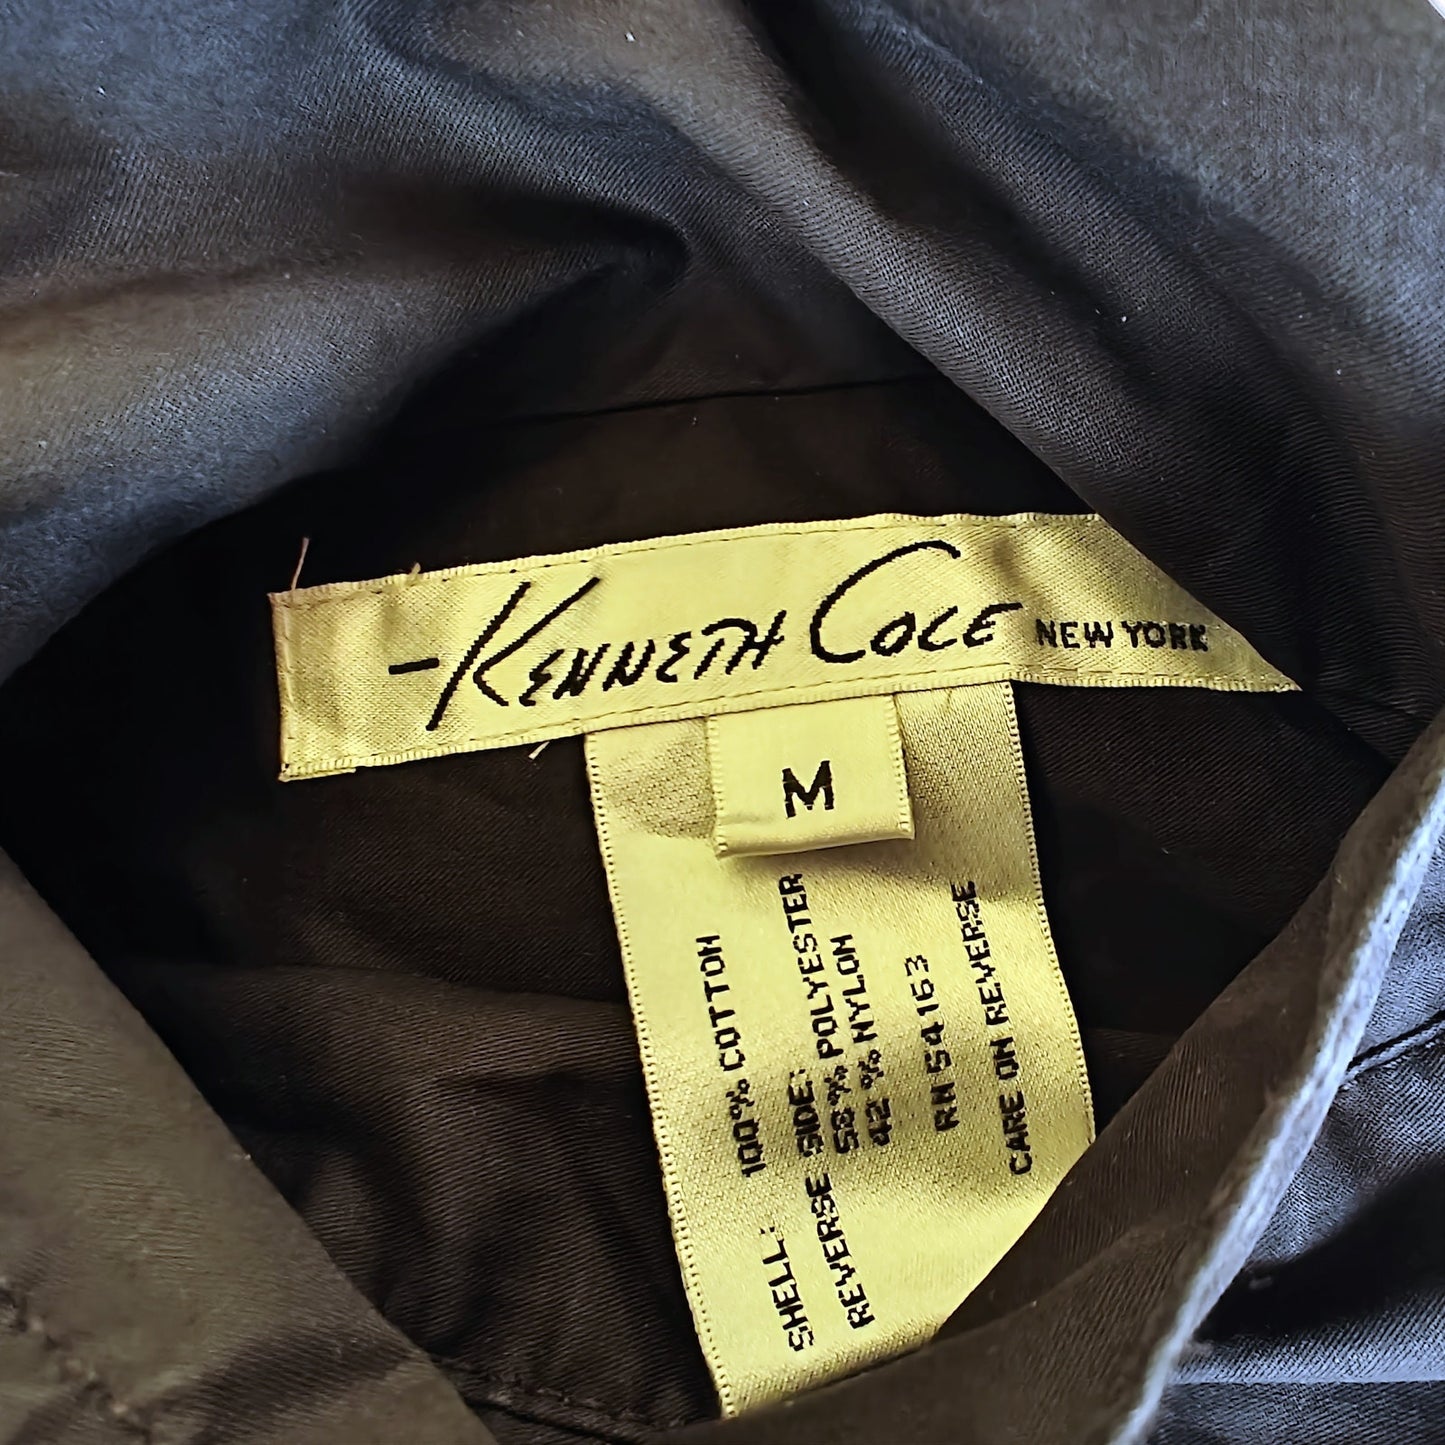 KENNETH COLE NEW YORK
M
SHELL: 100% COTTON
REVERSE SIDE:
58% POLYESTER
42% NYLON
RN 54163
CARE ON REVERSE